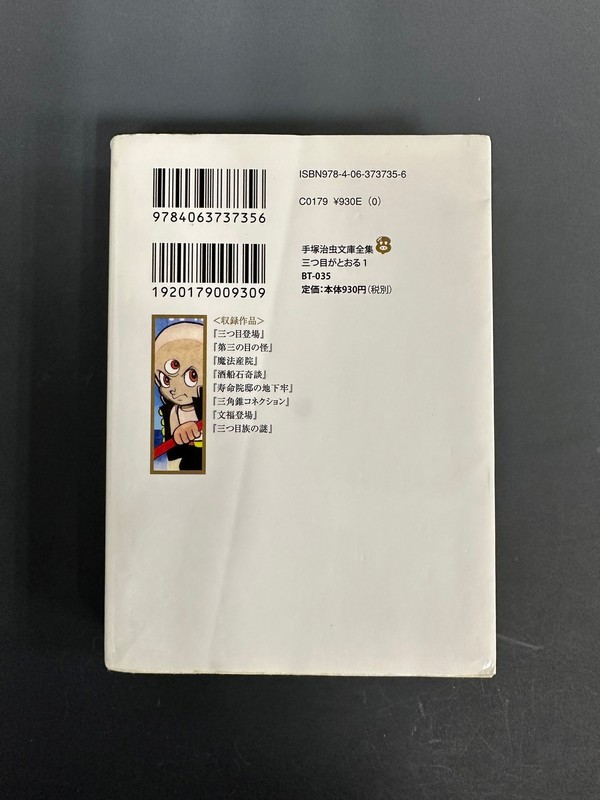 ISBN978-4-06-373735-6
9784063737356
C0179 ¥930E (0)
1920179009309
手塚治虫文庫全集
三つ目がとおる 1
BT-035
定価:本体930円(税別)
<収録作品>
『三つ目登場』
『第三の目の怪』
『魔法産院』
『酒船石奇談』
『寿命院邸の地下牢』
『三角錐コネクション』
『文福登場』
『三つ目族の謎』